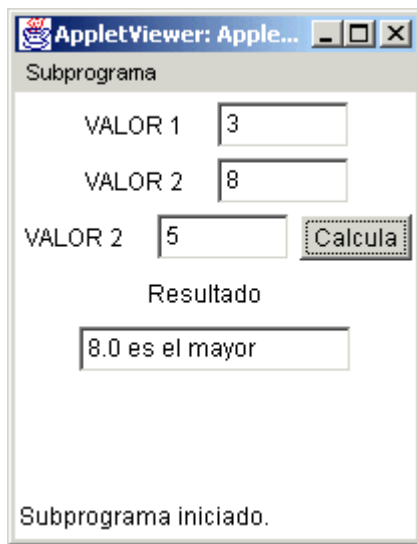 AppletViewer: Apple...
Subprograma
VALOR 1 3
VALOR 2 8
VALOR 2 5 Calcula
Resultado
8.0 es el mayor
Subprograma iniciado.